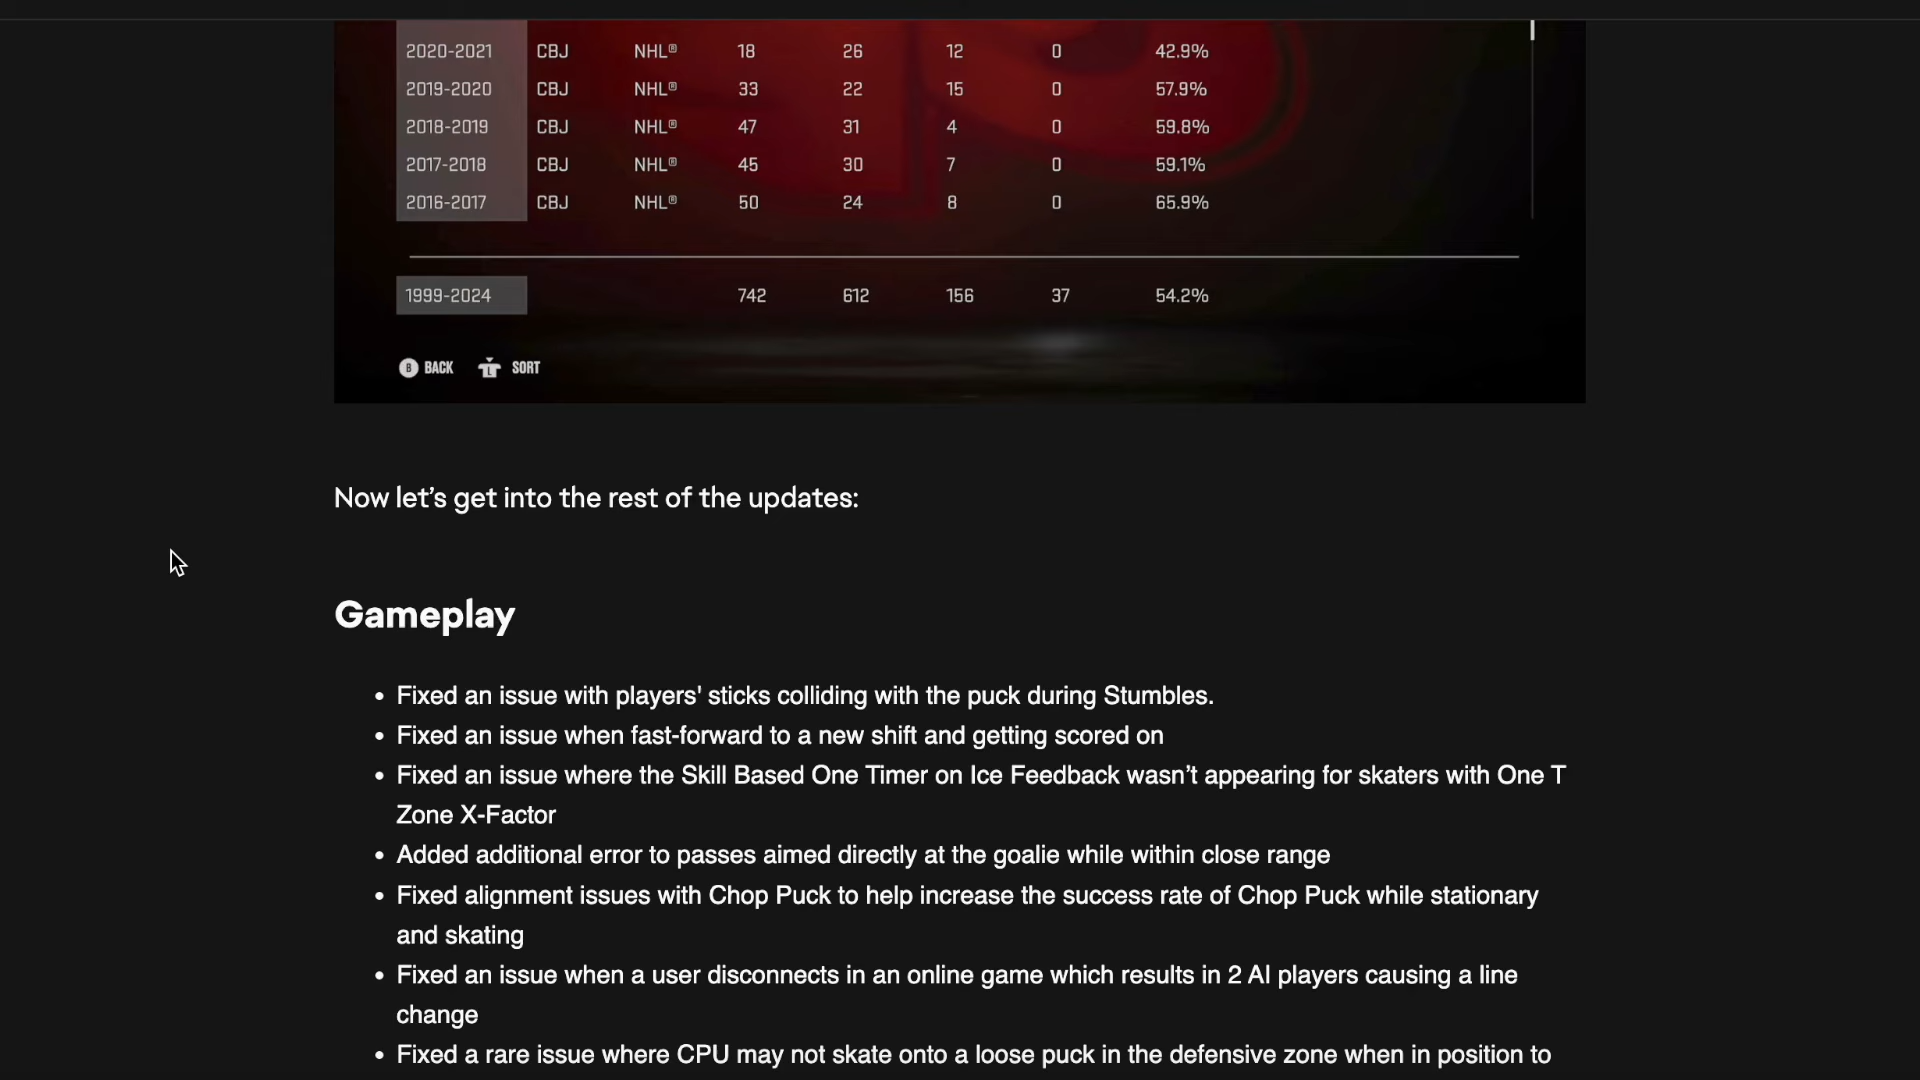 2020-2021 CBJ NHL® 18 26 12 0 42.9%
2019-2020 CBJ NHL® 33 22 15 0 57.9%
2018-2019 CBJ NHL® 47 31 4 0 59.8%
2017-2018 CBJ NHL® 45 30 7 0 59.1%
2016-2017 CBJ NHL® 50 24 8 0 65.9%
1999-2024 742 612 156 37 54.2%
B BACK L SORT
Now let’s get into the rest of the updates:
Gameplay
• Fixed an issue with players' sticks colliding with the puck during Stumbles.
• Fixed an issue when fast-forward to a new shift and getting scored on
• Fixed an issue where the Skill Based One Timer on Ice Feedback wasn’t appearing for skaters with One T
Zone X-Factor
• Added additional error to passes aimed directly at the goalie while within close range
• Fixed alignment issues with Chop Puck to help increase the success rate of Chop Puck while stationary
and skating
• Fixed an issue when a user disconnects in an online game which results in 2 AI players causing a line
change
• Fixed a rare issue where CPU may not skate onto a loose puck in the defensive zone when in position to